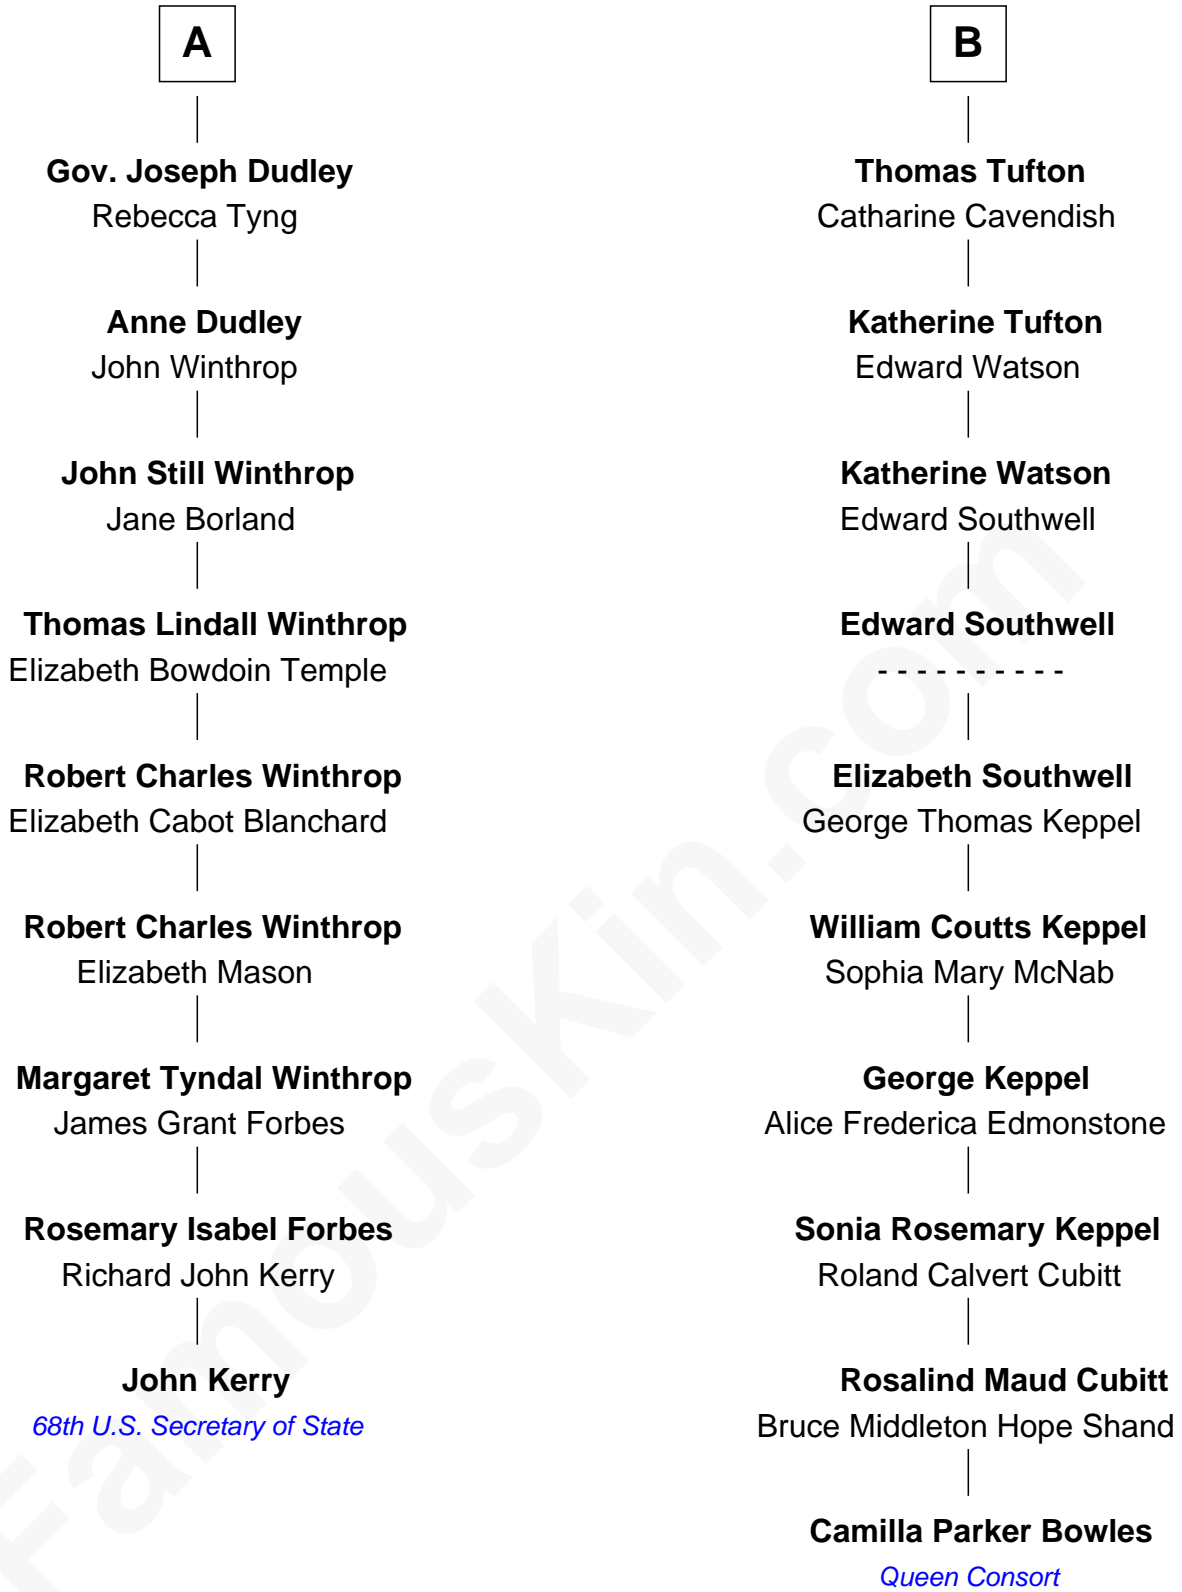 A
Gov. Joseph Dudley
Rebecca Tyng
Anne Dudley
John Winthrop
John Still Winthrop
Jane Borland
Thomas Lindall Winthrop
Elizabeth Bowdoin Temple
Robert Charles Winthrop
Elizabeth Cabot Blanchard
Robert Charles Winthrop
Elizabeth Mason
Margaret Tyndal Winthrop
James Grant Forbes
Rosemary Isabel Forbes
Richard John Kerry
John Kerry
68th U.S. Secretary of State
B
Thomas Tufton
Catharine Cavendish
Katherine Tufton
Edward Watson
Katherine Watson
Edward Southwell
Edward Southwell
- - - - - - - - - -
Elizabeth Southwell
George Thomas Keppel
William Coutts Keppel
Sophia Mary McNab
George Keppel
Alice Frederica Edmonstone
Sonia Rosemary Keppel
Roland Calvert Cubitt
Rosalind Maud Cubitt
Bruce Middleton Hope Shand
Camilla Parker Bowles
Queen Consort
FamousKin.com